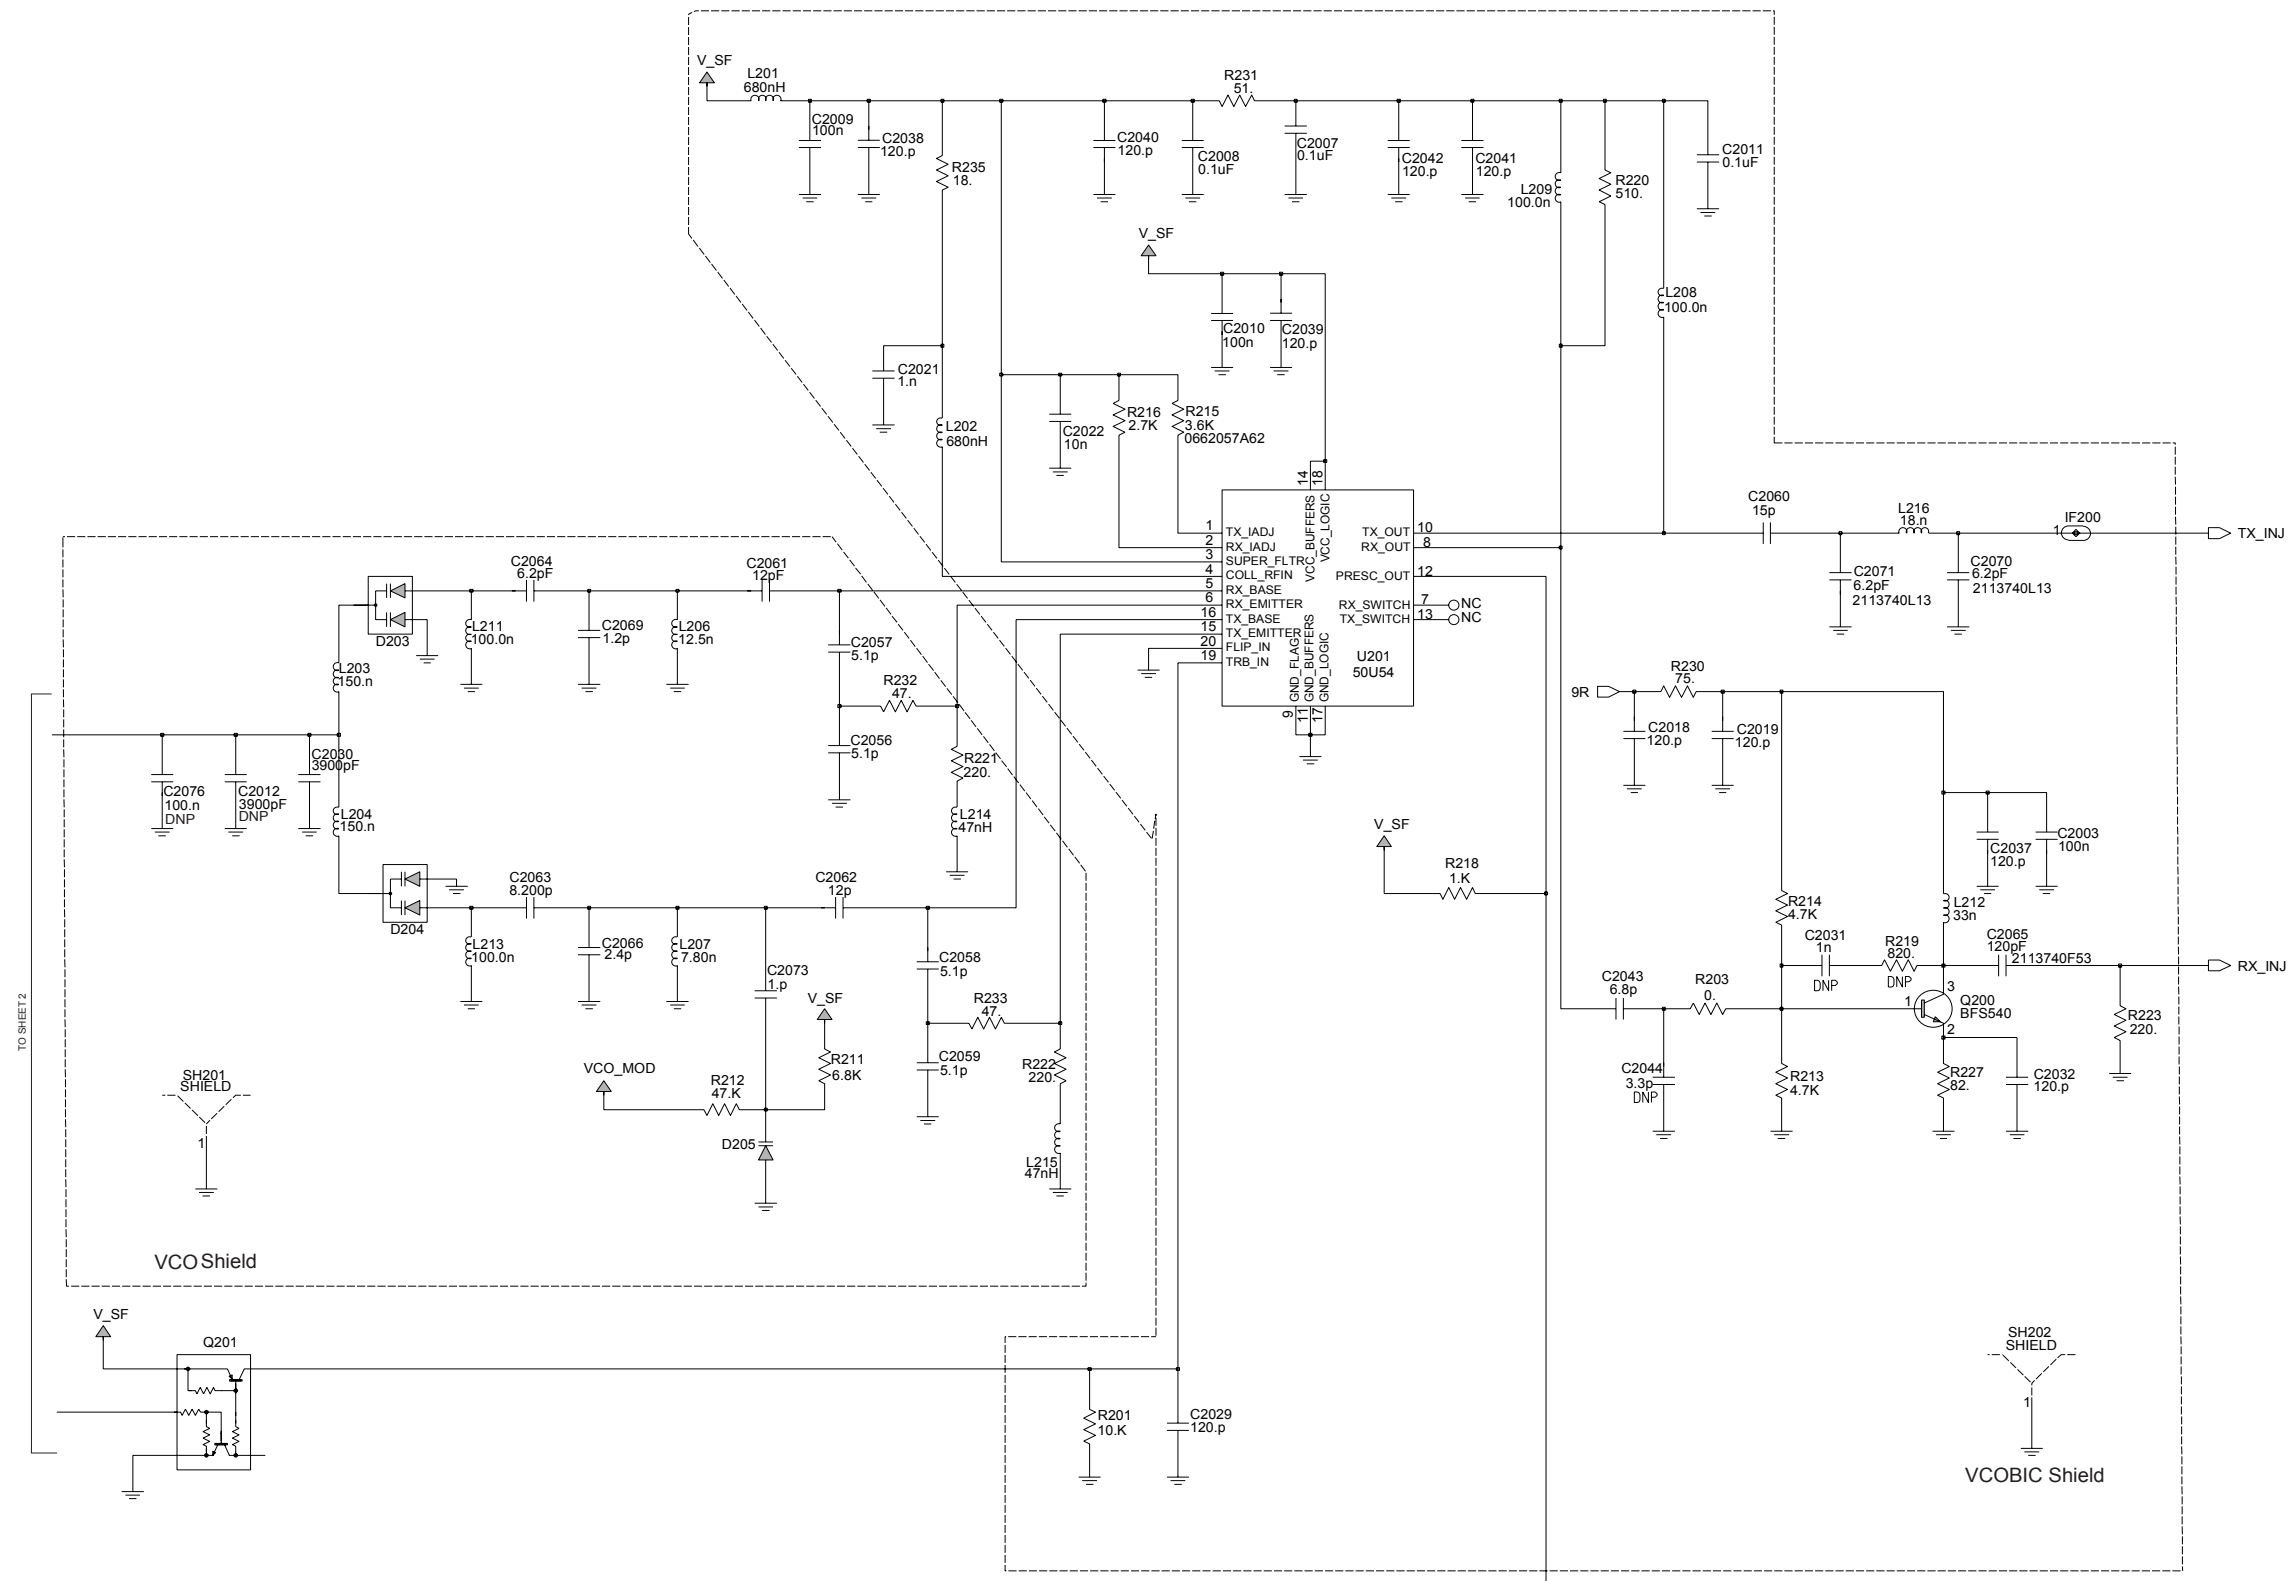 V_SF
L201
680nH
C2009
100n
C2038
120.p
R235
18.
C2040
120.p
C2008
0.1uF
R231
51.
C2007
0.1uF
C2042
120.p
C2041
120.p
L209
100.0n
R220
510.
C2011
0.1uF
V_SF
C2010
100n
C2039
120.p
L208
100.0n
C2021
1.n
L202
680nH
C2022
10n
R216
2.7K
R215
3.6K
0662057A62
14
18
VCC_BUFFERS
VCC_LOGIC
1 TX_IADJ
2 RX_IADJ
3 SUPER_FLTR
4 COLL_RFIN
5 RX_BASE
6 RX_EMITTER
16 TX_BASE
15 TX_EMITTER
20 FLIP_IN
19 TRB_IN
TX_OUT 10
RX_OUT 8
PRESC_OUT 12
RX_SWITCH 7 NC
TX_SWITCH 13 NC
GND_FLAG
GND_BUFFERS
GND_LOGIC
9
11
17
U201
50U54
C2060
15p
L216
18.n
IF200
1
TX_INJ
C2071
6.2pF
2113740L13
C2070
6.2pF
2113740L13
C2064
6.2pF
C2061
12pF
D203
L211
100.0n
C2069
1.2p
L206
12.5n
C2057
5.1p
L203
150.n
R232
47.
C2056
5.1p
R221
220.
L214
47nH
C2076
100.n
DNP
C2012
3900pF
DNP
C2030
3900pF
L204
150.n
D204
C2063
8.200p
C2062
12p
L213
100.0n
C2066
2.4p
L207
7.80n
C2073
1.p
C2058
5.1p
V_SF
R233
47.
R211
6.8K
C2059
5.1p
R222
220.
L215
47nH
VCO_MOD
R212
47.K
D205
SH201
SHIELD
1
VCO Shield
TO SHEET 2
9R
R230
75.
C2018
120.p
C2019
120.p
C2037
120.p
C2003
100n
V_SF
R218
1.K
R214
4.7K
L212
33n
C2031
1n
DNP
R219
820.
DNP
C2065
120pF
2113740F53
RX_INJ
C2043
6.8p
R203
0.
1
3
2
Q200
BFS540
R223
220.
C2044
3.3p
DNP
R213
4.7K
R227
82.
C2032
120.p
V_SF
Q201
R201
10.K
C2029
120.p
SH202
SHIELD
1
VCOBIC Shield